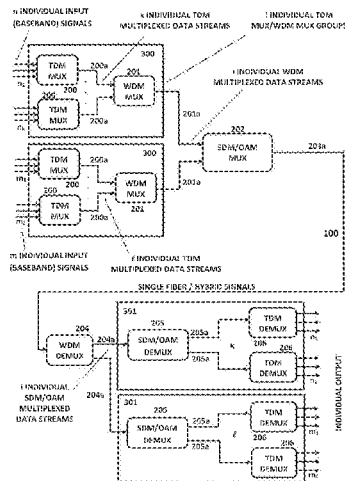 n INDIVIDUAL INPUT
(BASEBAND) SIGNALS
k INDIVIDUAL TDM
MULTIPLEXED DATA STREAMS
INDIVIDUAL TDM
MUX/WDM MUX GROUPS
300
TDM
MUX
200a
201
200
WDM
MUX
TDM
MUX
200a
INDIVIDUAL WDM
MULTIPLEXED DATA STREAMS
201a
202
203a
SDM/OAM
MUX
300
TDM
MUX
200a
200
WDM
MUX
201a
TDM
MUX
200a
m INDIVIDUAL INPUT
(BASEBAND) SIGNALS
INDIVIDUAL TDM
MULTIPLEXED DATA STREAMS
100
SINGLE FIBER / HYBRID SIGNALS
204
WDM
DEMUX
204a
205
SDM/OAM
DEMUX
205a
205a
TDM
DEMUX
206
206
TDM
DEMUX
INDIVIDUAL
SDM/OAM
MULTIPLEXED
DATA STREAMS
301
205
SDM/OAM
DEMUX
205a
205a
TDM
DEMUX
206
TDM
DEMUX
INDIVIDUAL OUTPUT